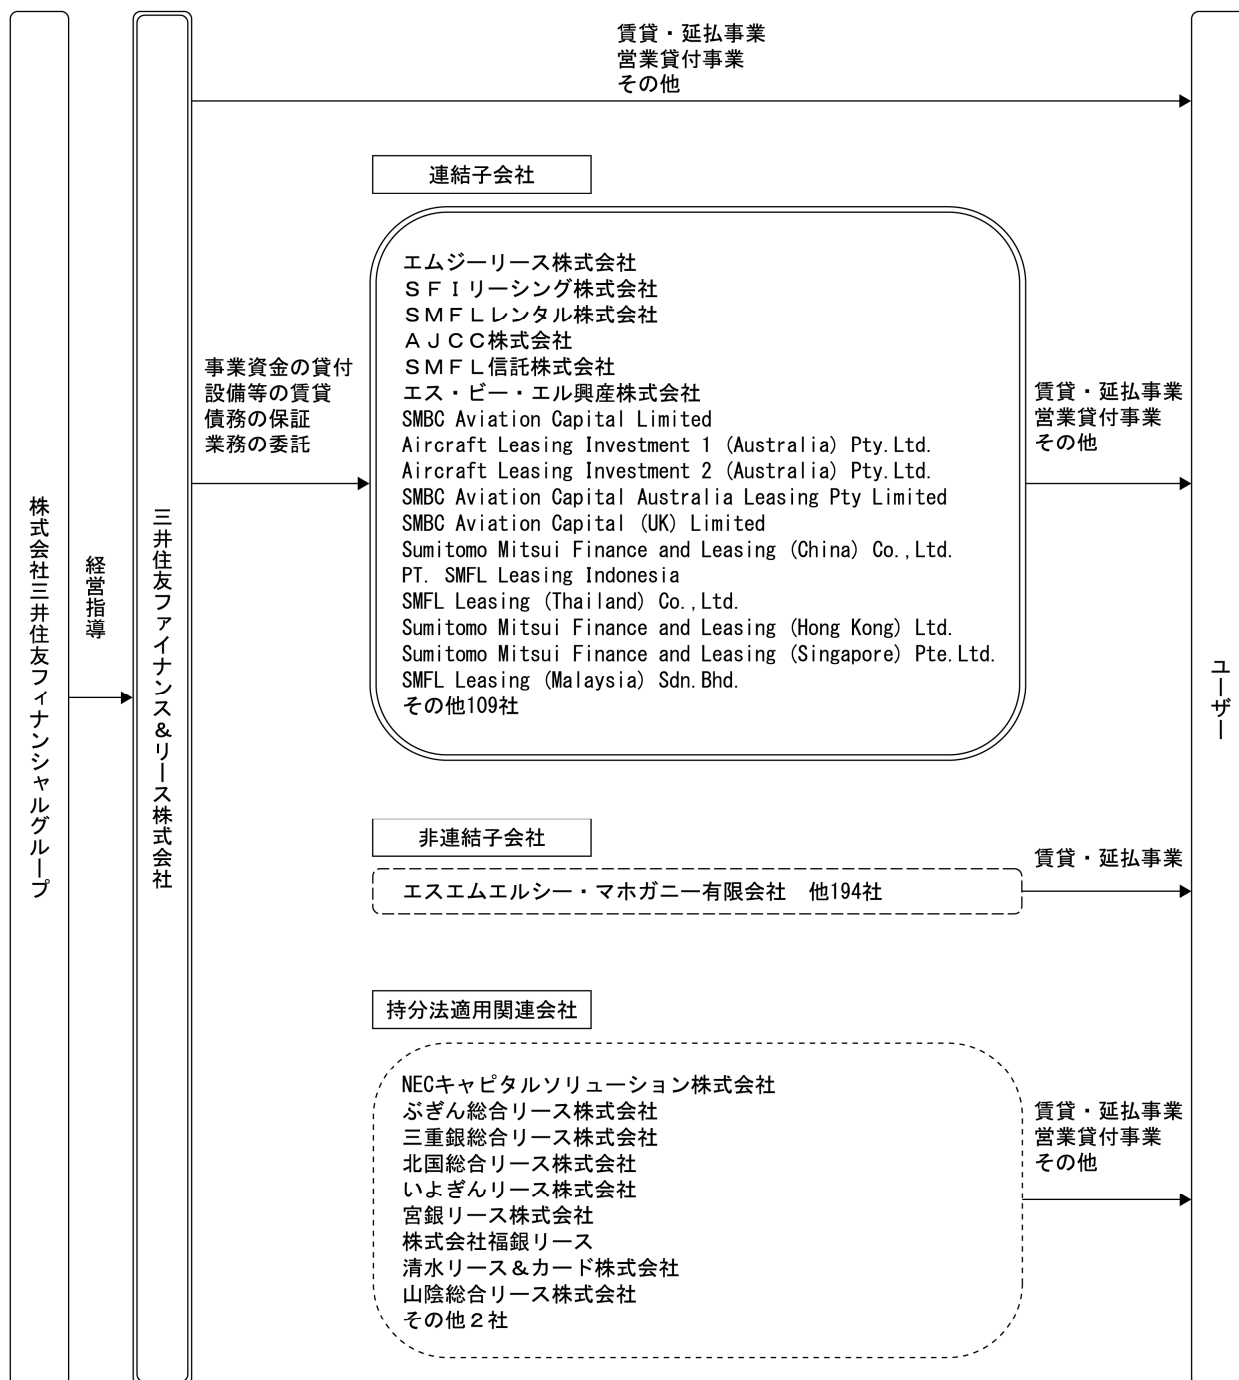 賃貸・延払事業
営業貸付事業
その他
連結子会社
エムジーリース株式会社
ＳＦＩリーシング株式会社
ＳＭＦＬレンタル株式会社
ＡＪＣＣ株式会社
ＳＭＦＬ信託株式会社
エス・ビー・エル興産株式会社
SMBC Aviation Capital Limited
Aircraft Leasing Investment 1 (Australia) Pty.Ltd.
Aircraft Leasing Investment 2 (Australia) Pty.Ltd.
SMBC Aviation Capital Australia Leasing Pty Limited
SMBC Aviation Capital (UK) Limited
Sumitomo Mitsui Finance and Leasing (China) Co.,Ltd.
PT. SMFL Leasing Indonesia
SMFL Leasing (Thailand) Co.,Ltd.
Sumitomo Mitsui Finance and Leasing (Hong Kong) Ltd.
Sumitomo Mitsui Finance and Leasing (Singapore) Pte.Ltd.
SMFL Leasing (Malaysia) Sdn.Bhd.
その他109社
事業資金の貸付
設備等の賃貸
債務の保証
業務の委託
賃貸・延払事業
営業貸付事業
その他
株式会社三井住友フィナンシャルグループ
経営指導
三井住友ファイナンス＆リース株式会社
ユーザー
非連結子会社
エスエムエルシー・マホガニー有限会社　他194社
賃貸・延払事業
持分法適用関連会社
NECキャピタルソリューション株式会社
ぶぎん総合リース株式会社
三重銀総合リース株式会社
北国総合リース株式会社
いよぎんリース株式会社
宮銀リース株式会社
株式会社福銀リース
清水リース＆カード株式会社
山陰総合リース株式会社
その他２社
賃貸・延払事業
営業貸付事業
その他